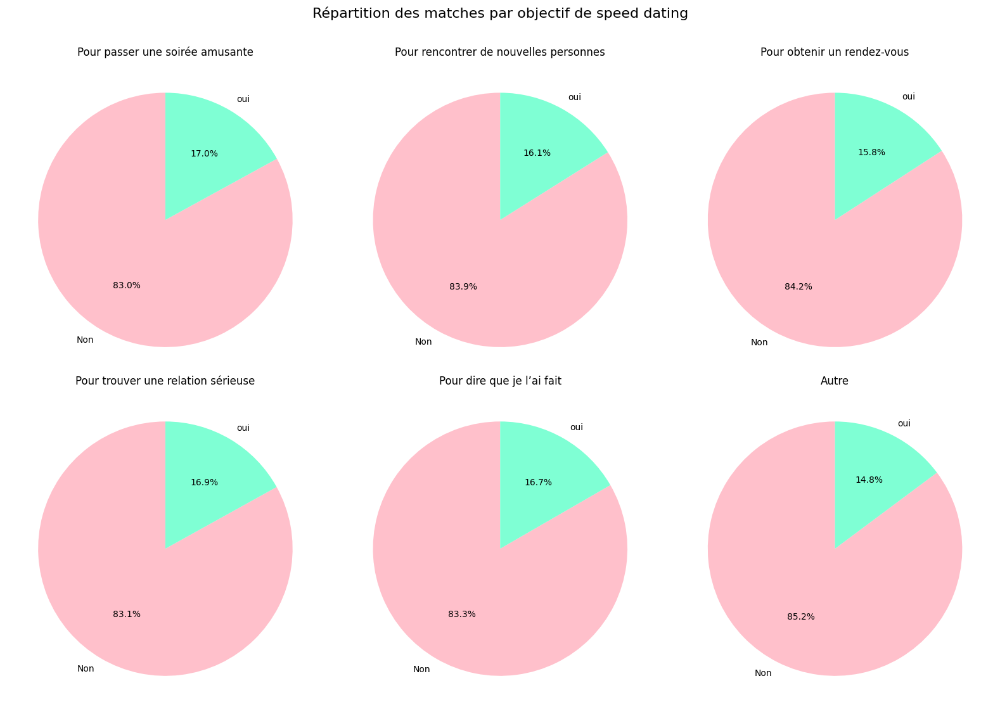 Répartition des matches par objectif de speed dating
Pour passer une soirée amusante
oui
17.0%
83.0%
Non
Pour rencontrer de nouvelles personnes
oui
16.1%
83.9%
Non
Pour obtenir un rendez-vous
oui
15.8%
84.2%
Non
Pour trouver une relation sérieuse
oui
16.9%
83.1%
Non
Pour dire que je l’ai fait
oui
16.7%
83.3%
Non
Autre
oui
14.8%
85.2%
Non